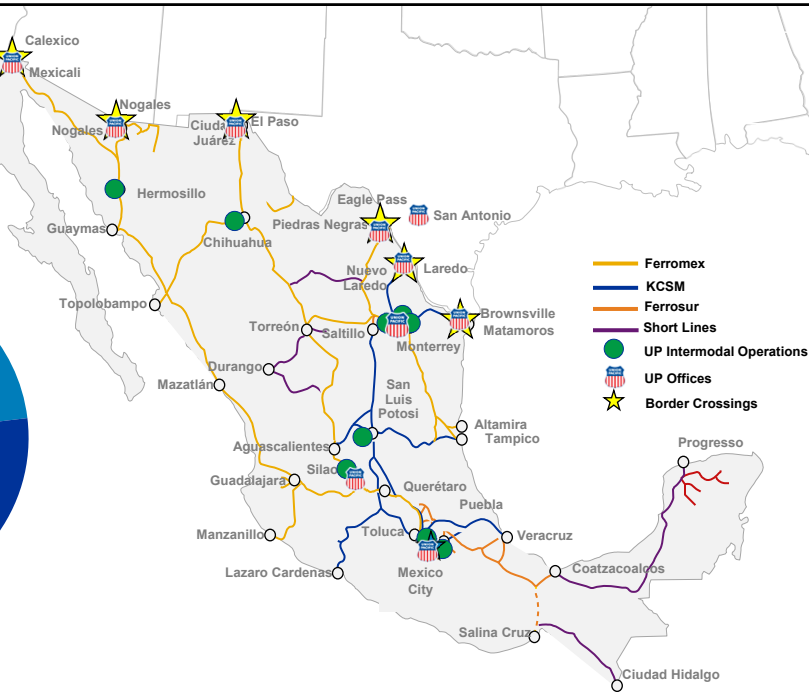 Calexico
Mexicali
Nogales
Nogales
Ciudad
Juárez
El Paso
Hermosillo
Eagle Pass
San Antonio
Piedras Negras
Guaymas
Chihuahua
Nuevo
Laredo
Laredo
Ferromex
KCSM
Ferrosur
Short Lines
UP Intermodal Operations
UP Offices
Border Crossings
Topolobampo
Brownsville
Matamoros
Torreón
Saltillo
Monterrey
Durango
Mazatlán
San
Luis
Potosi
Altamira
Tampico
Aguascalientes
Silao
Guadalajara
Progresso
Querétaro
Puebla
Manzanillo
Toluca
Veracruz
Lazaro Cardenas
Mexico
City
Coatzacoalcos
Salina Cruz
Ciudad Hidalgo
UNION
PACIFIC